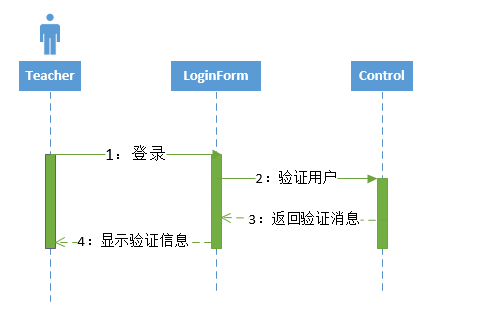 Teacher
LoginForm
Control
1：登录
2：验证用户
3：返回验证消息
4：显示验证信息